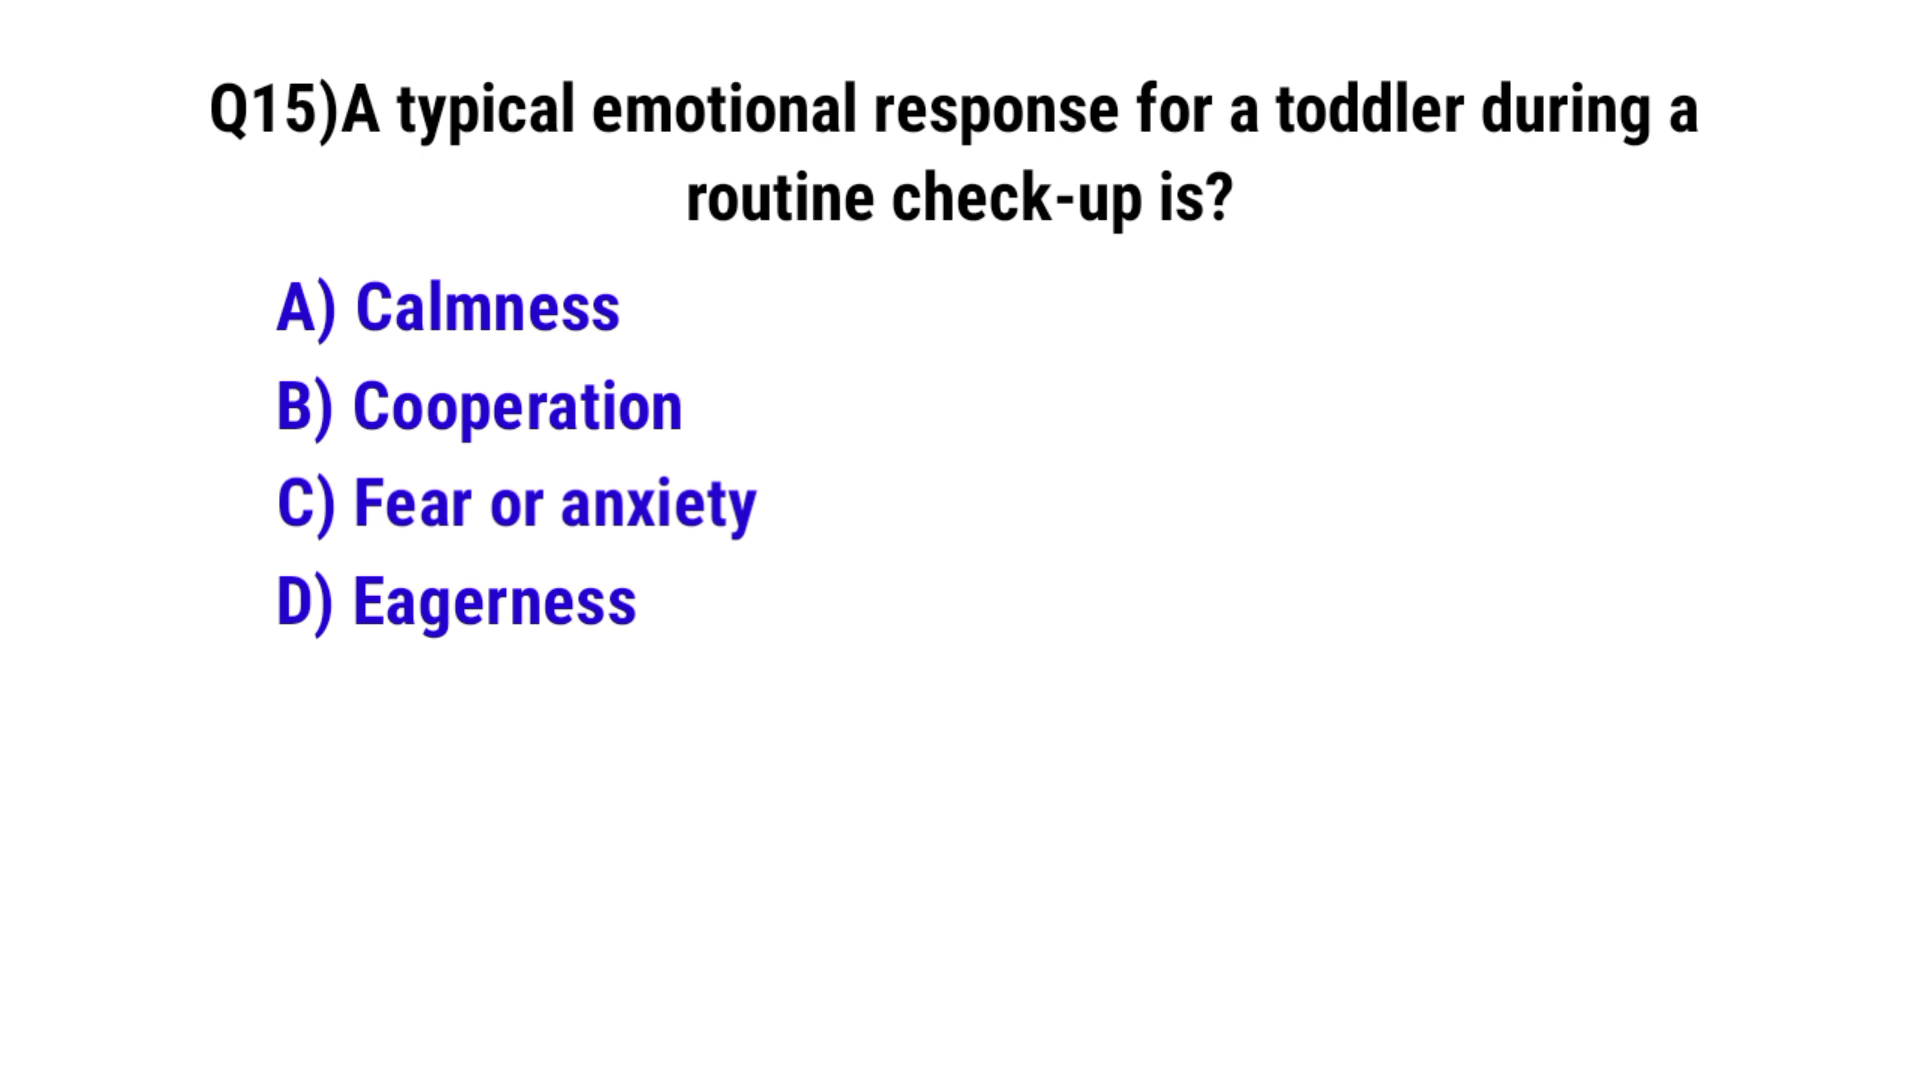 Q15)A typical emotional response for a toddler during a
routine check-up is?
A) Calmness
B) Cooperation
C) Fear or anxiety
D) Eagerness